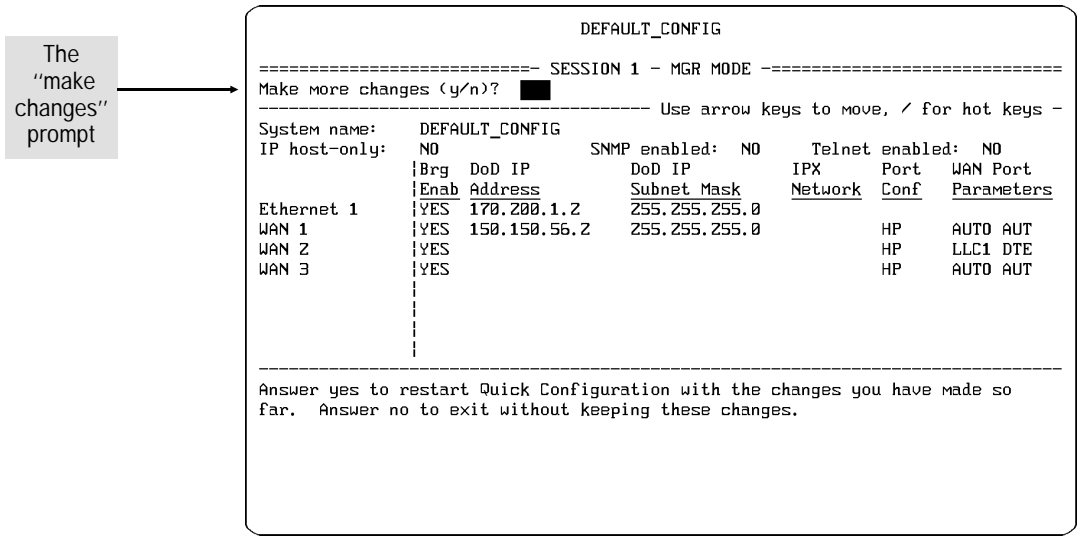 DEFAULT_CONFIG
The
"make
changes"
prompt
===========================- SESSION 1 - MGR MODE -=============================
Make more changes (y/n)?
--------------------------------------- Use arrow keys to move, / for hot keys -
System name: DEFAULT_CONFIG
IP host-only: NO SNMP enabled: NO Telnet enabled: NO
|Brg DoD IP DoD IP IPX Port WAN Port
|Enab Address Subnet Mask Network Conf Parameters
Ethernet 1 |YES 170.200.1.2 255.255.255.0
WAN 1 |YES 150.150.56.2 255.255.255.0 HP AUTO AUT
WAN 2 |YES HP LLC1 DTE
WAN 3 |YES HP AUTO AUT
Answer yes to restart Quick Configuration with the changes you have made so
far. Answer no to exit without keeping these changes.